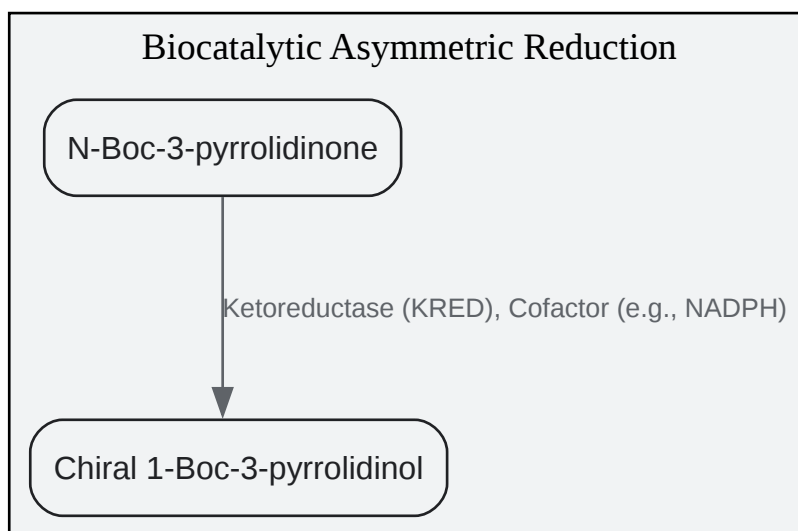 Biocatalytic Asymmetric Reduction
N-Boc-3-pyrrolidinone
Ketoreductase (KRED), Cofactor (e.g., NADPH)
Chiral 1-Boc-3-pyrrolidinol